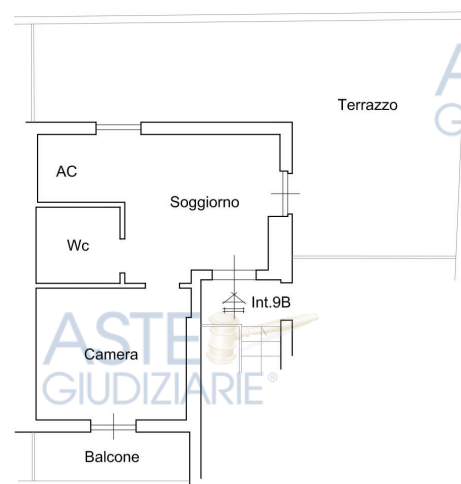 Terrazzo
AC
Soggiorno
Wc
Int.9B
ASTE
GIUDIZIARIE®
Camera
Balcone